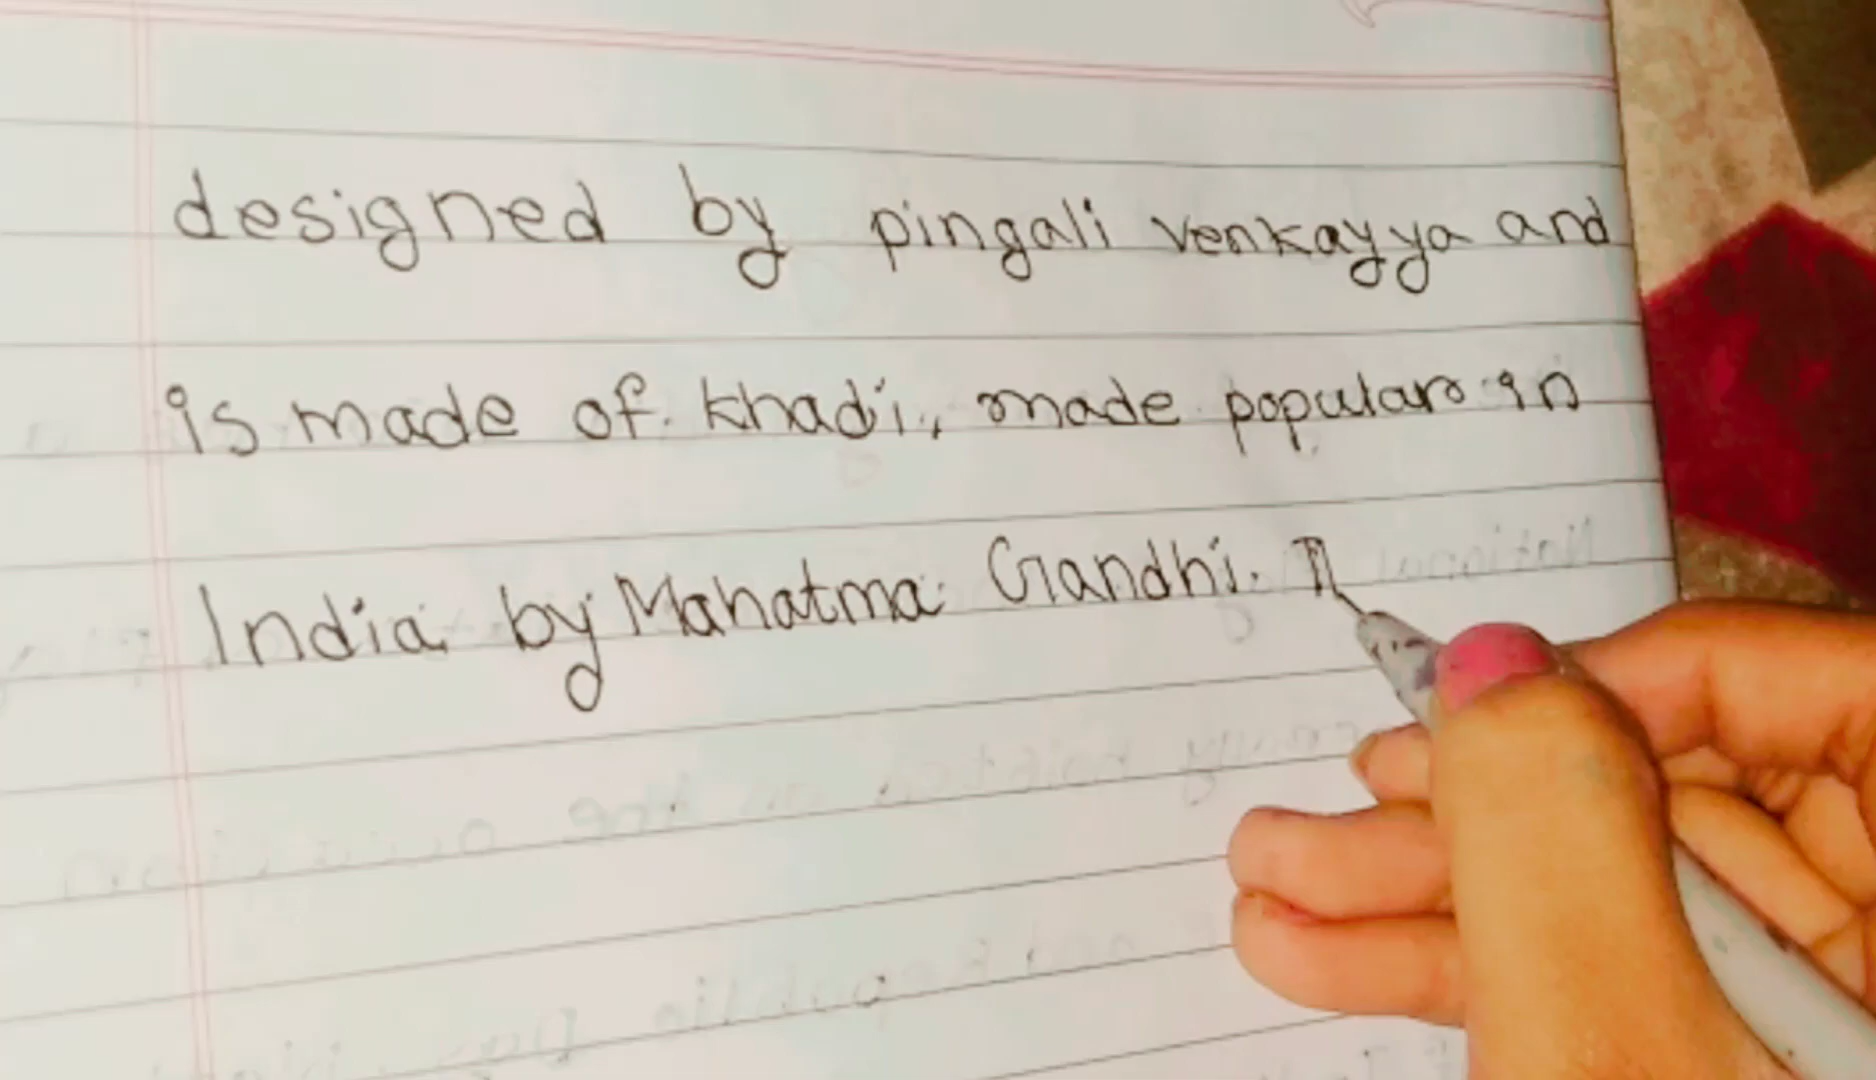 designed by pingali venkayya and
is made of khadi, made popular in
India by Mahatma Gandhi.